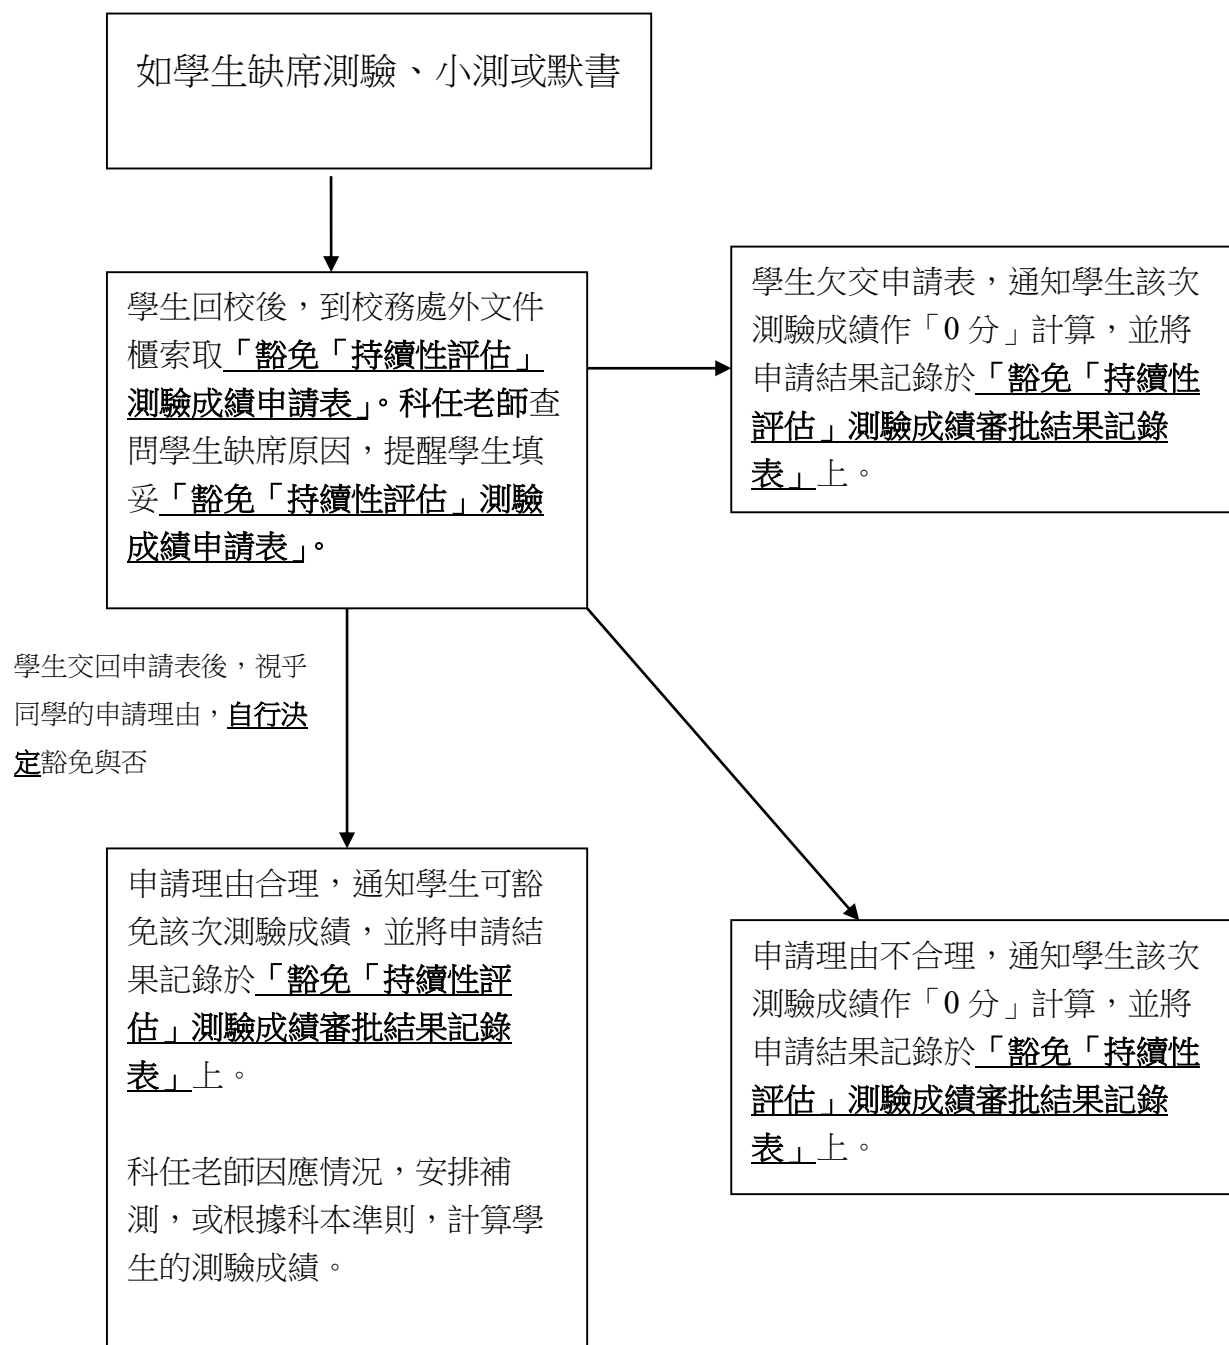 如學生缺席測驗、小測或默書
學生回校後，到校務處外文件
櫃索取「豁免「持續性評估」
測驗成績申請表」。科任老師查
問學生缺席原因，提醒學生填
妥「豁免「持續性評估」測驗
成績申請表」。
學生欠交申請表，通知學生該次
測驗成績作「0 分」計算，並將
申請結果記錄於「豁免「持續性
評估」測驗成績審批結果記錄
表」上。
學生交回申請表後，視乎
同學的申請理由，自行決
定豁免與否
申請理由合理，通知學生可豁
免該次測驗成績，並將申請結
果記錄於「豁免「持續性評
估」測驗成績審批結果記錄
表」上。
科任老師因應情況，安排補
測，或根據科本準則，計算學
生的測驗成績。
申請理由不合理，通知學生該次
測驗成績作「0 分」計算，並將
申請結果記錄於「豁免「持續性
評估」測驗成績審批結果記錄
表」上。